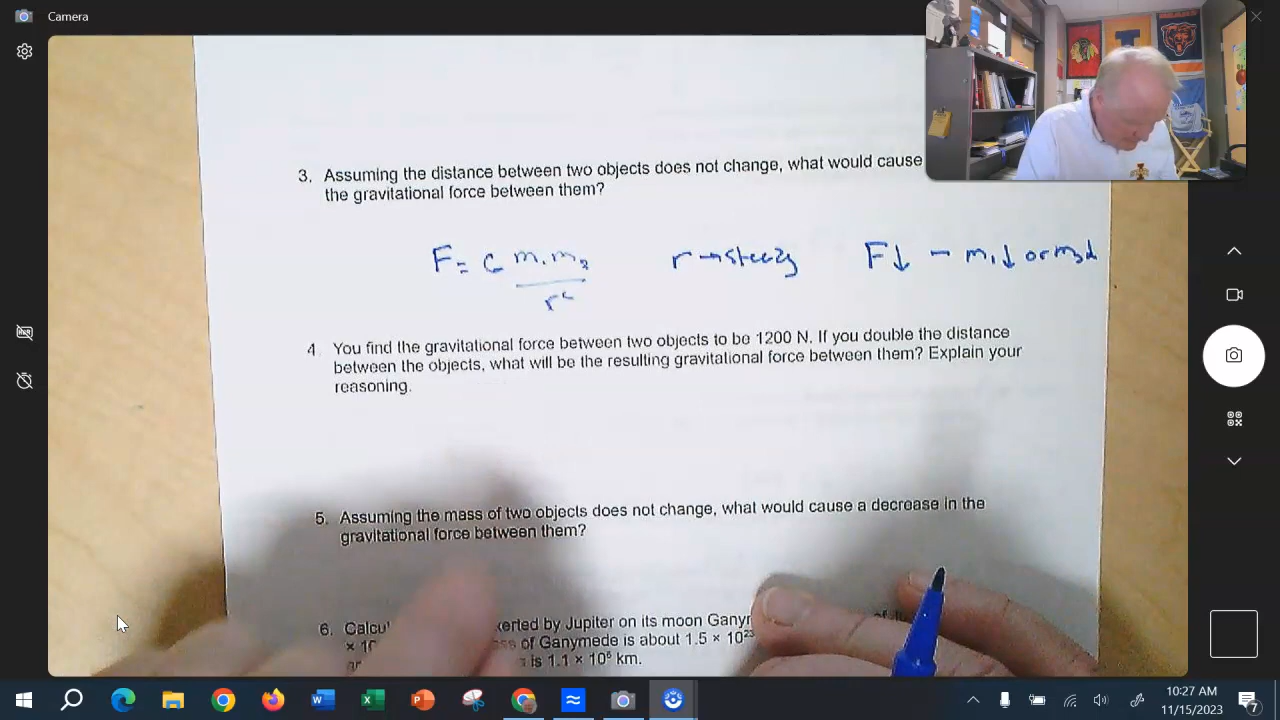 Camera
BEARS
3. Assuming the distance between two objects does not change, what would cause
the gravitational force between them?
F = G m₁m₂ r → steady F↓ – m₁↓ or m₂↓
r²
4. You find the gravitational force between two objects to be 1200 N. If you double the distance
between the objects, what will be the resulting gravitational force between them? Explain your
reasoning.
5. Assuming the mass of two objects does not change, what would cause a decrease in the
gravitational force between them?
6. by Jupiter on its moon
× of Ganymede is about 1.5 × 10²³
is 1.1 × 10⁶ km.
10:27 AM
11/15/2023
7